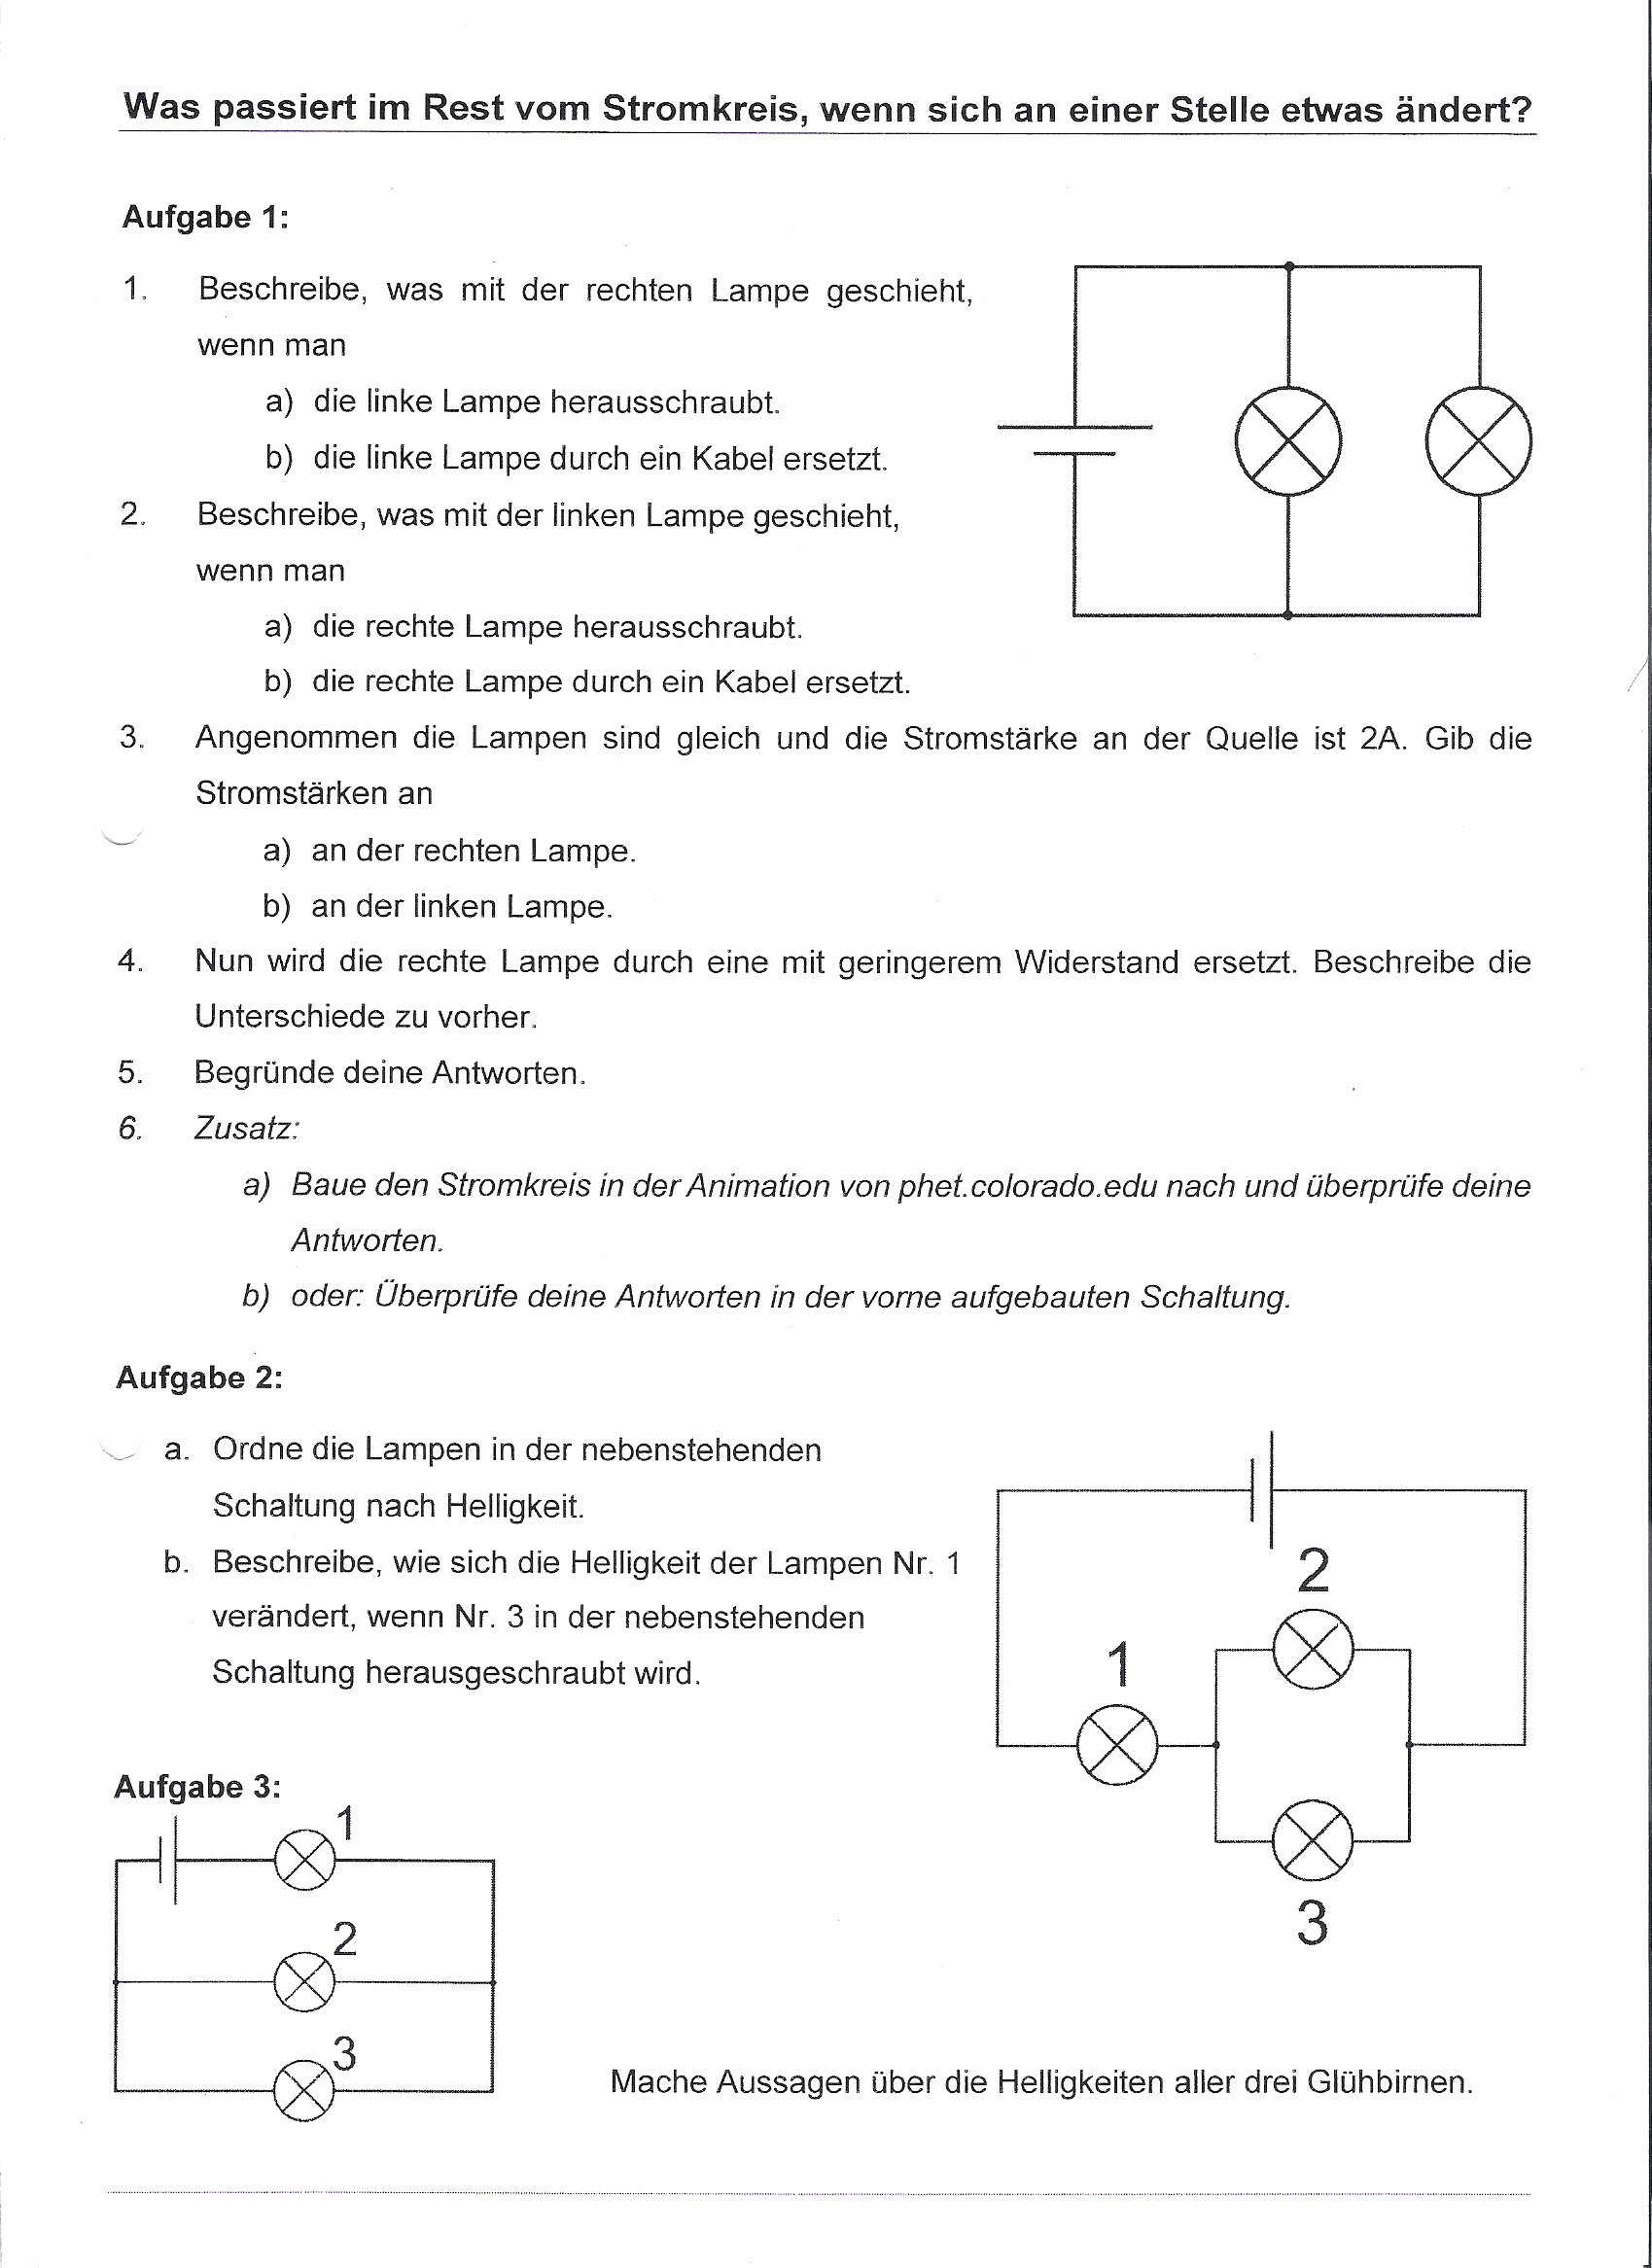 Was passiert im Rest vom Stromkreis, wenn sich an einer Stelle etwas ändert?
Aufgabe 1:
1. Beschreibe, was mit der rechten Lampe geschieht,
wenn man
a) die linke Lampe herausschraubt.
b) die linke Lampe durch ein Kabel ersetzt.
2. Beschreibe, was mit der linken Lampe geschieht,
wenn man
a) die rechte Lampe herausschraubt.
b) die rechte Lampe durch ein Kabel ersetzt.
3. Angenommen die Lampen sind gleich und die Stromstärke an der Quelle ist 2A. Gib die
Stromstärken an
a) an der rechten Lampe.
b) an der linken Lampe.
4. Nun wird die rechte Lampe durch eine mit geringerem Widerstand ersetzt. Beschreibe die
Unterschiede zu vorher.
5. Begründe deine Antworten.
6. Zusatz:
a) Baue den Stromkreis in der Animation von phet.colorado.edu nach und überprüfe deine
Antworten.
b) oder: Überprüfe deine Antworten in der vorne aufgebauten Schaltung.
Aufgabe 2:
a. Ordne die Lampen in der nebenstehenden
Schaltung nach Helligkeit.
b. Beschreibe, wie sich die Helligkeit der Lampen Nr. 1
verändert, wenn Nr. 3 in der nebenstehenden
Schaltung herausgeschraubt wird.
2
1
3
Aufgabe 3:
1
2
3
Mache Aussagen über die Helligkeiten aller drei Glühbirnen.